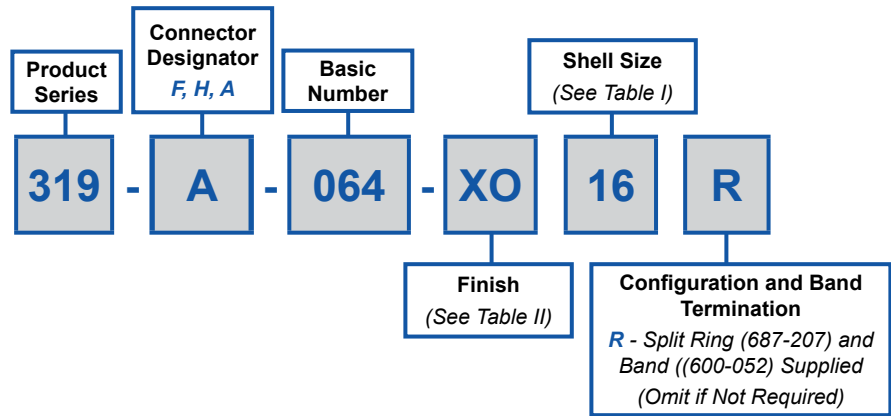 Product
Series
Connector
Designator
F, H, A
Basic
Number
Shell Size
(See Table I)
319 - A - 064 - XO 16 R
Finish
(See Table II)
Configuration and Band
Termination
R - Split Ring (687-207) and
Band ((600-052) Supplied
(Omit if Not Required)